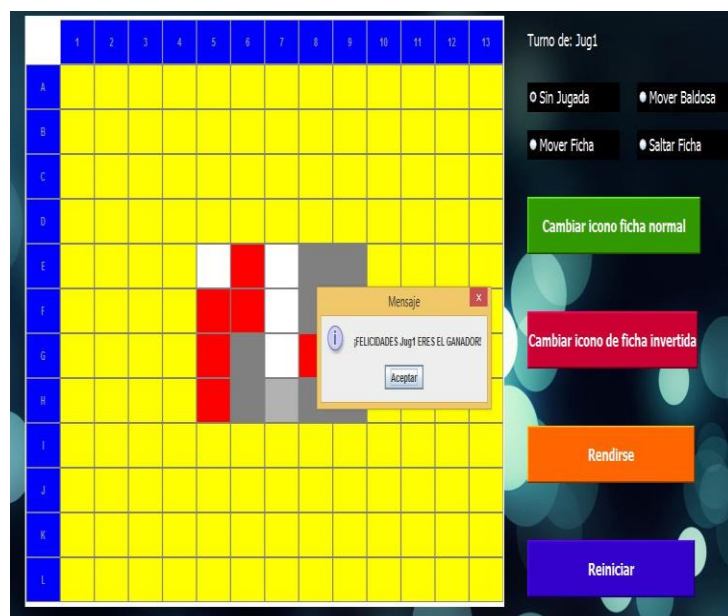 1 2 3 4 5 6 7 8 9 10 11 12 13
Turno de: Jug1
A
Sin Jugada Mover Baldosa
B
Mover Ficha Saltar Ficha
C
D
Cambiar icono ficha normal
E
F
Mensaje x
G
¡FELICIDADES Jug1 ERES EL GANADOR!
Cambiar icono de ficha invertida
H
Aceptar
I
Rendirse
J
K
L
Reiniciar